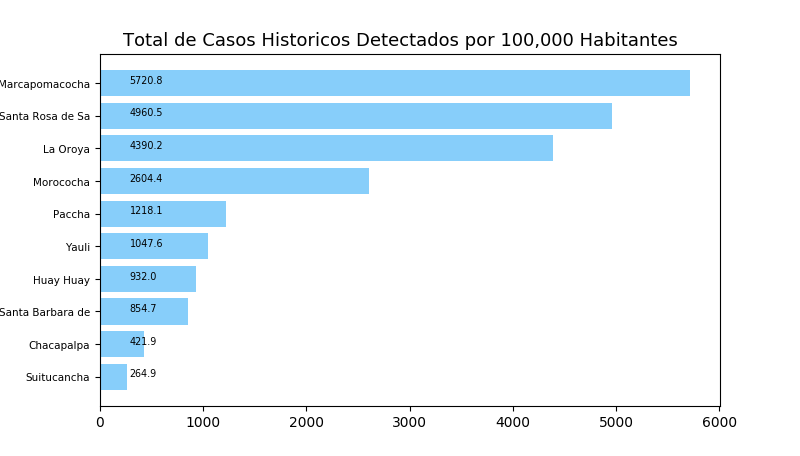 Total de Casos Historicos Detectados por 100,000 Habitantes
Marcapomacocha 5720.8
Santa Rosa de Sa 4960.5
La Oroya 4390.2
Morococha 2604.4
Paccha 1218.1
Yauli 1047.6
Huay Huay 932.0
Santa Barbara de 854.7
Chacapalpa 421.9
Suitucancha 264.9
0 1000 2000 3000 4000 5000 6000